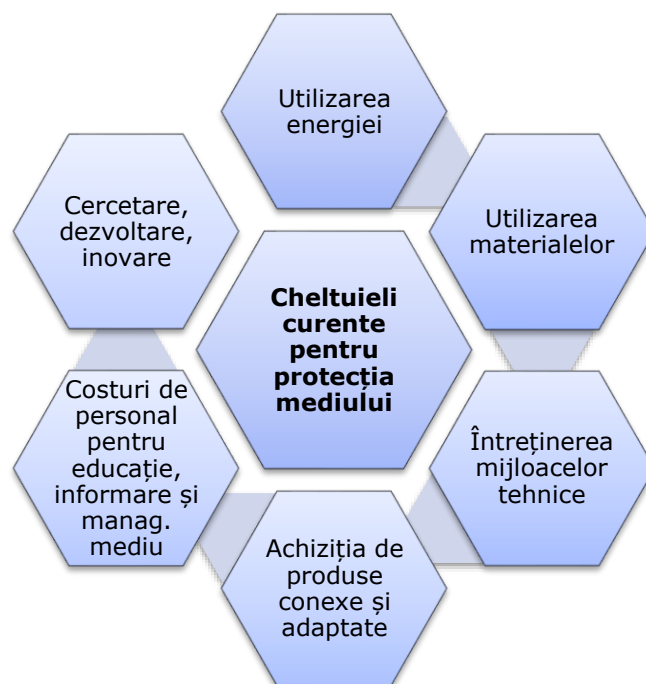 Utilizarea
energiei
Utilizarea
materialelor
Întreținerea
mijloacelor
tehnice
Achiziția de
produse
conexe și
adaptate
Costuri de
personal
pentru
educație,
informare și
manag.
mediu
Cercetare,
dezvoltare,
inovare
Cheltuieli
curente
pentru
protecția
mediului